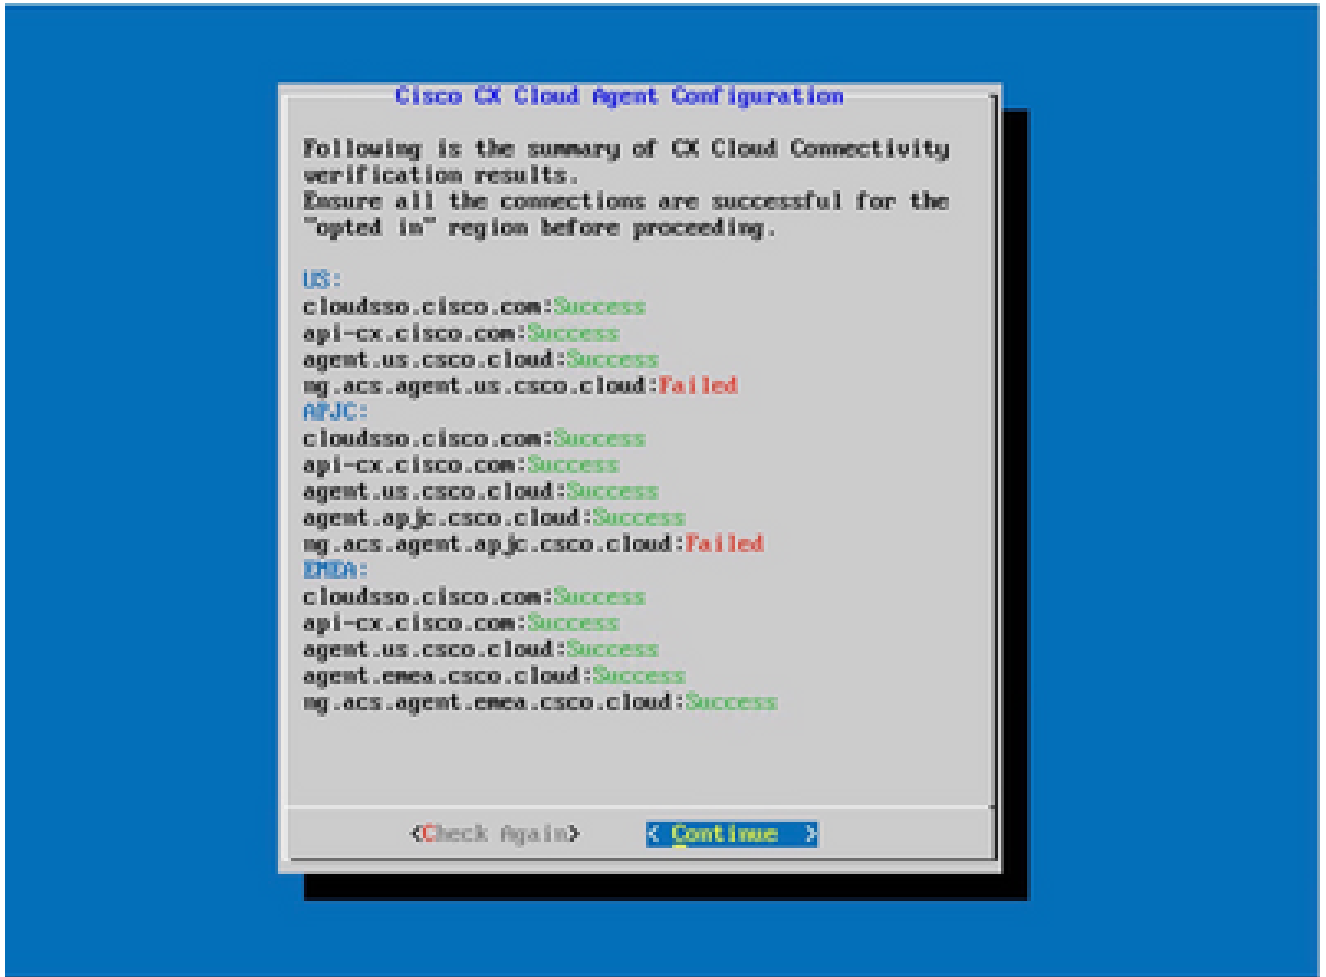 Cisco CX Cloud Agent Configuration
Following is the summary of CX Cloud Connectivity
verification results.
Ensure all the connections are successful for the
"opted in" region before proceeding.
US:
cloudsso.cisco.com:Success
api-cx.cisco.com:Success
agent.us.csco.cloud:Success
ng.acs.agent.us.csco.cloud:Failed
APJC:
cloudsso.cisco.com:Success
api-cx.cisco.com:Success
agent.us.csco.cloud:Success
agent.apjc.csco.cloud:Success
ng.acs.agent.apjc.csco.cloud:Failed
EMEA:
cloudsso.cisco.com:Success
api-cx.cisco.com:Success
agent.us.csco.cloud:Success
agent.emea.csco.cloud:Success
ng.acs.agent.emea.csco.cloud:Success
<Check Again> < Continue >